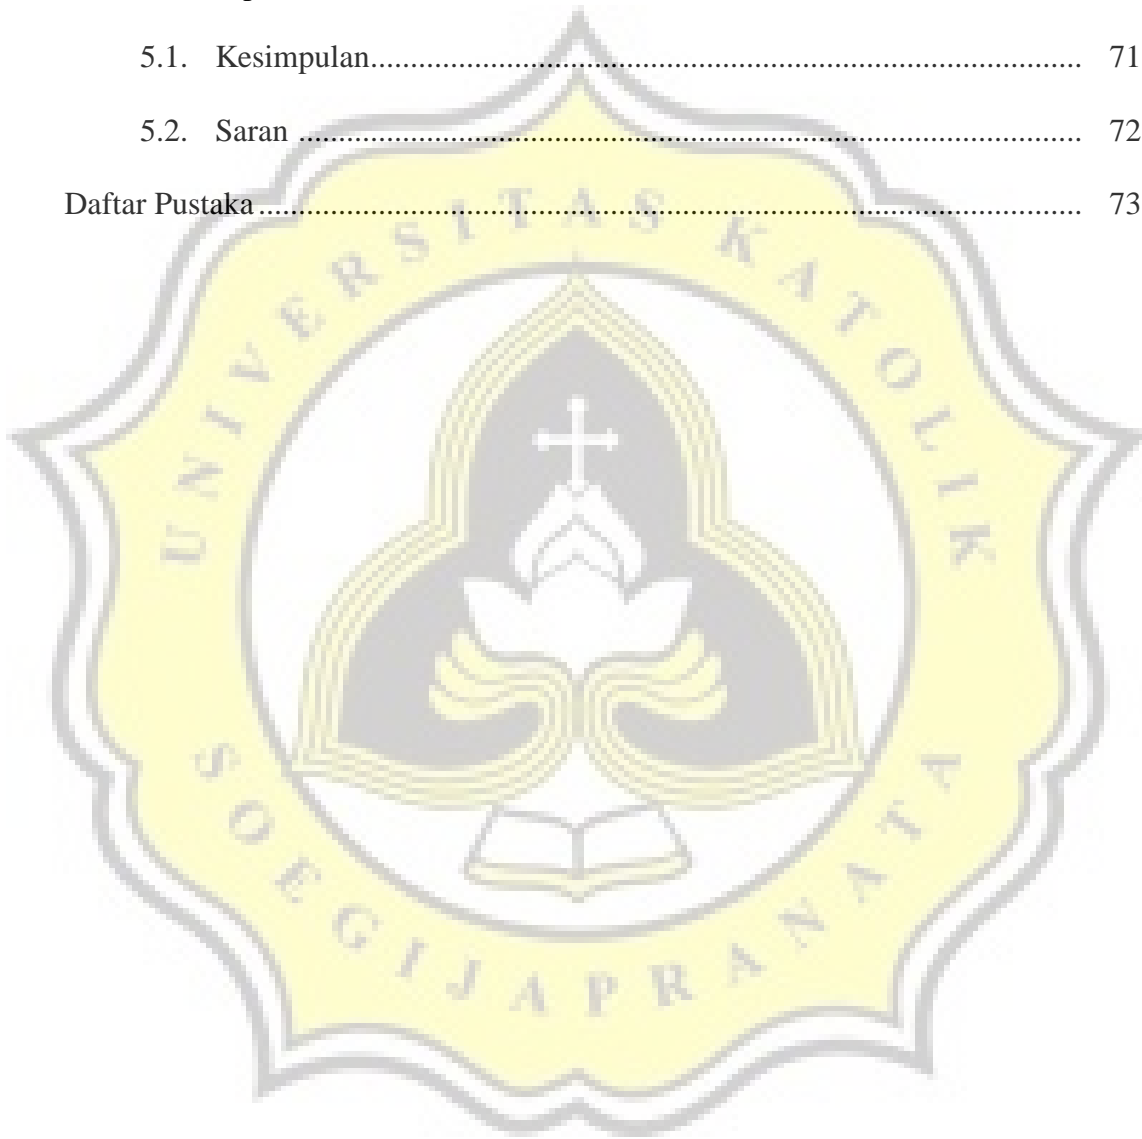 5.1. Kesimpulan.......................................................................................... 71
5.2. Saran .................................................................................................. 72
Daftar Pustaka ........................................................................................................ 73
UNIVERSITAS KATOLIK
SOEGIJAPRANATA